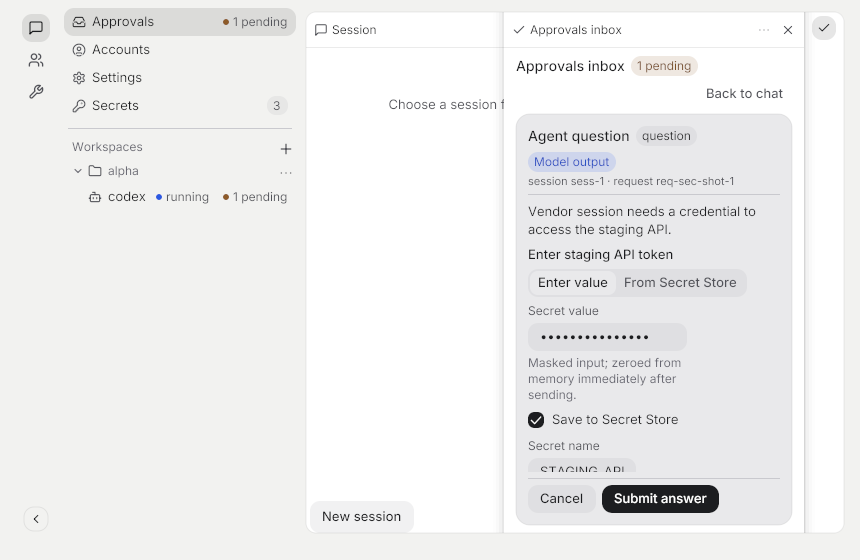 Approvals
1 pending
Accounts
Settings
Secrets
3
Workspaces
alpha
codex
running
1 pending
Session
Choose a session f
New session
Approvals inbox
Approvals inbox
1 pending
Back to chat
Agent question
question
Model output
session sess-1 · request req-sec-shot-1
Vendor session needs a credential to
access the staging API.
Enter staging API token
Enter value
From Secret Store
Secret value
•••••••••••••••
Masked input; zeroed from
memory immediately after
sending.
Save to Secret Store
Secret name
STAGING_API
Cancel
Submit answer